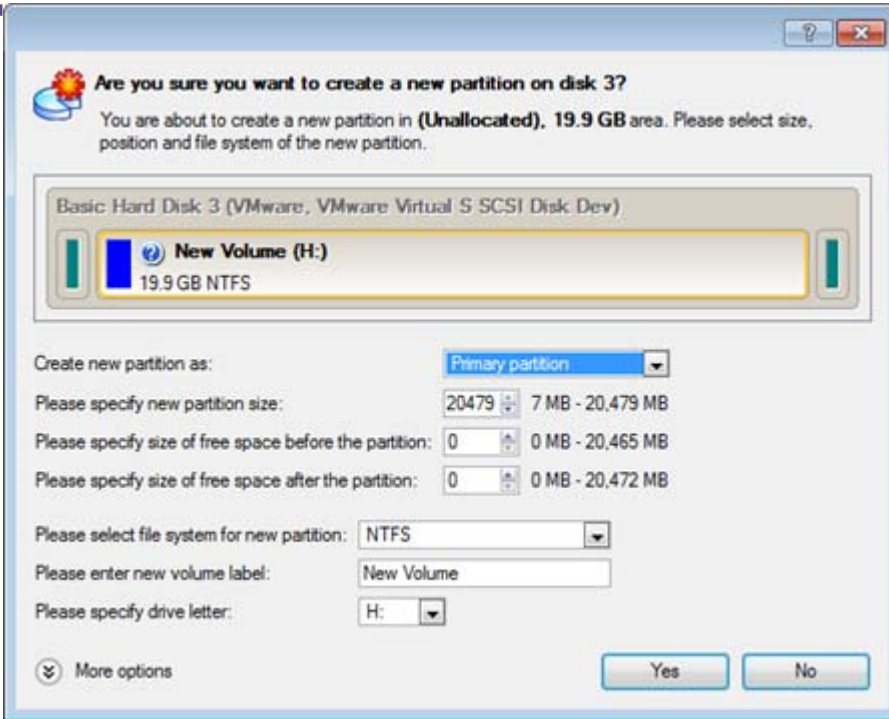 Are you sure you want to create a new partition on disk 3?
You are about to create a new partition in (Unallocated), 19.9 GB area. Please select size,
position and file system of the new partition.
Basic Hard Disk 3 (VMware, VMware Virtual S SCSI Disk Dev)
New Volume (H:)
19.9 GB NTFS
Create new partition as: Primary partition
Please specify new partition size: 20479 7 MB - 20,479 MB
Please specify size of free space before the partition: 0 0 MB - 20,465 MB
Please specify size of free space after the partition: 0 0 MB - 20,472 MB
Please select file system for new partition: NTFS
Please enter new volume label: New Volume
Please specify drive letter: H:
More options Yes No